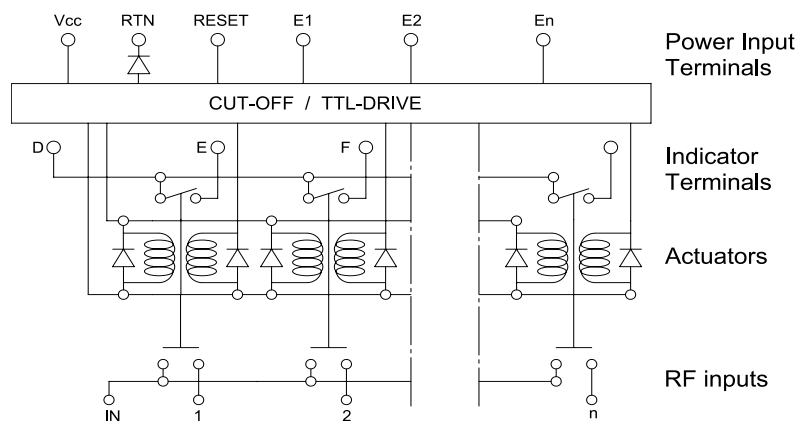 Vcc RTN RESET E1 E2 En
Power Input
Terminals
CUT-OFF / TTL-DRIVE
D E F
Indicator
Terminals
Actuators
RF inputs
IN 1 2 n